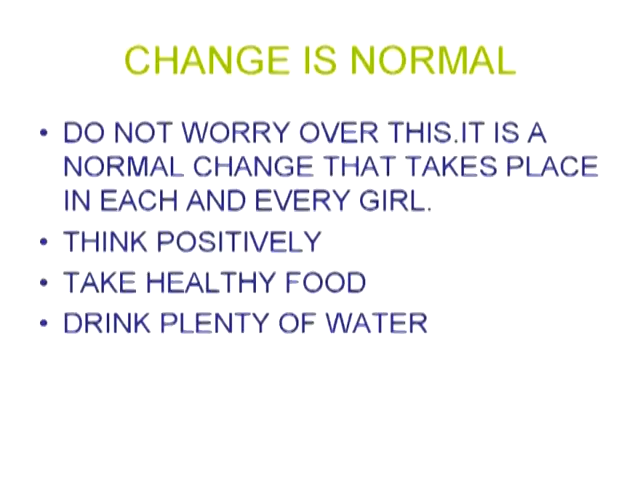 CHANGE IS NORMAL
• DO NOT WORRY OVER THIS.IT IS A
NORMAL CHANGE THAT TAKES PLACE
IN EACH AND EVERY GIRL.
• THINK POSITIVELY
• TAKE HEALTHY FOOD
• DRINK PLENTY OF WATER